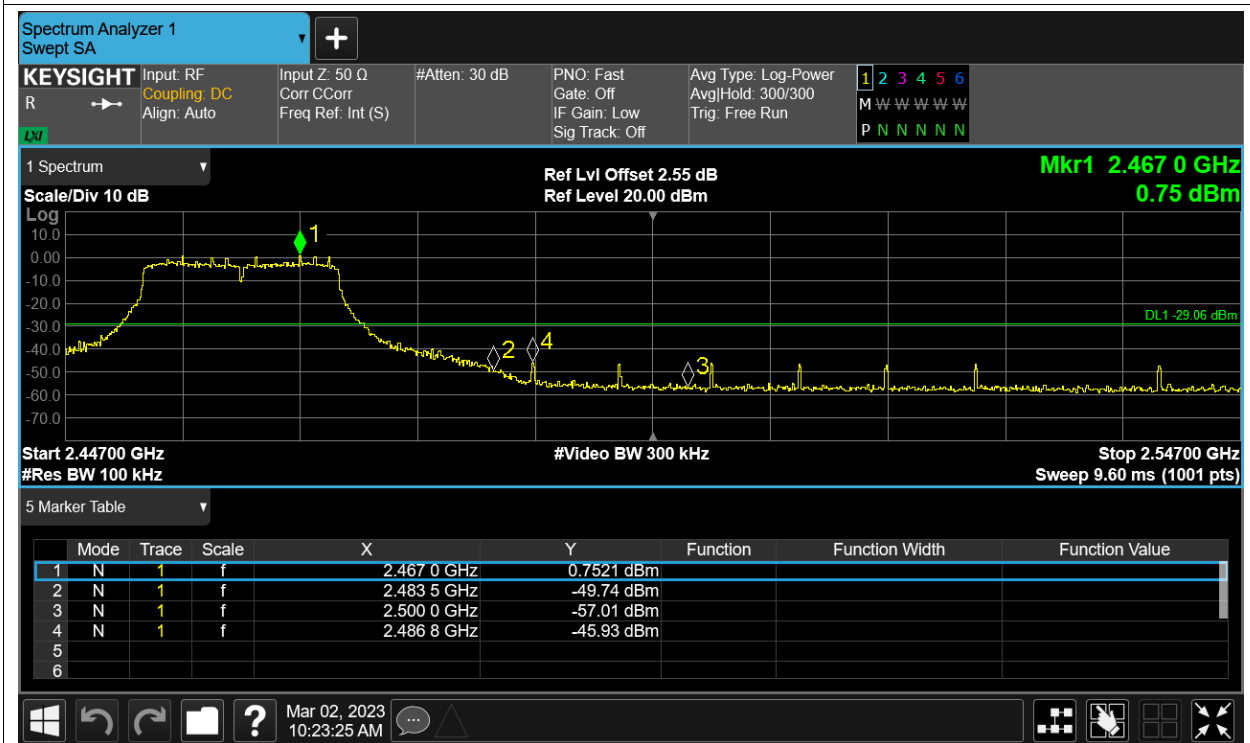 Spectrum Analyzer 1
Swept SA
+
KEYSIGHT Input: RF Input Z: 50 Ω #Atten: 30 dB PNO: Fast Avg Type: Log-Power 1 2 3 4 5 6
R Coupling: DC Corr CCorr Gate: Off Avg|Hold: 300/300 M W W W W W
Align: Auto Freq Ref: Int (S) IF Gain: Low Trig: Free Run
LXI Sig Track: Off P N N N N N
1 Spectrum Ref Lvl Offset 2.55 dB Mkr1 2.467 0 GHz
Scale/Div 10 dB Ref Level 20.00 dBm 0.75 dBm
Log
10.0 1
0.00
-10.0
-20.0
DL1 -29.06 dBm
-30.0
-40.0 2 4
-50.0 3
-60.0
-70.0
Start 2.44700 GHz #Video BW 300 kHz Stop 2.54700 GHz
#Res BW 100 kHz Sweep 9.60 ms (1001 pts)
5 Marker Table
Mode Trace Scale X Y Function Function Width Function Value
1 N 1 f 2.467 0 GHz 0.7521 dBm
2 N 1 f 2.483 5 GHz -49.74 dBm
3 N 1 f 2.500 0 GHz -57.01 dBm
4 N 1 f 2.486 8 GHz -45.93 dBm
5
6
? Mar 02, 2023
10:23:25 AM